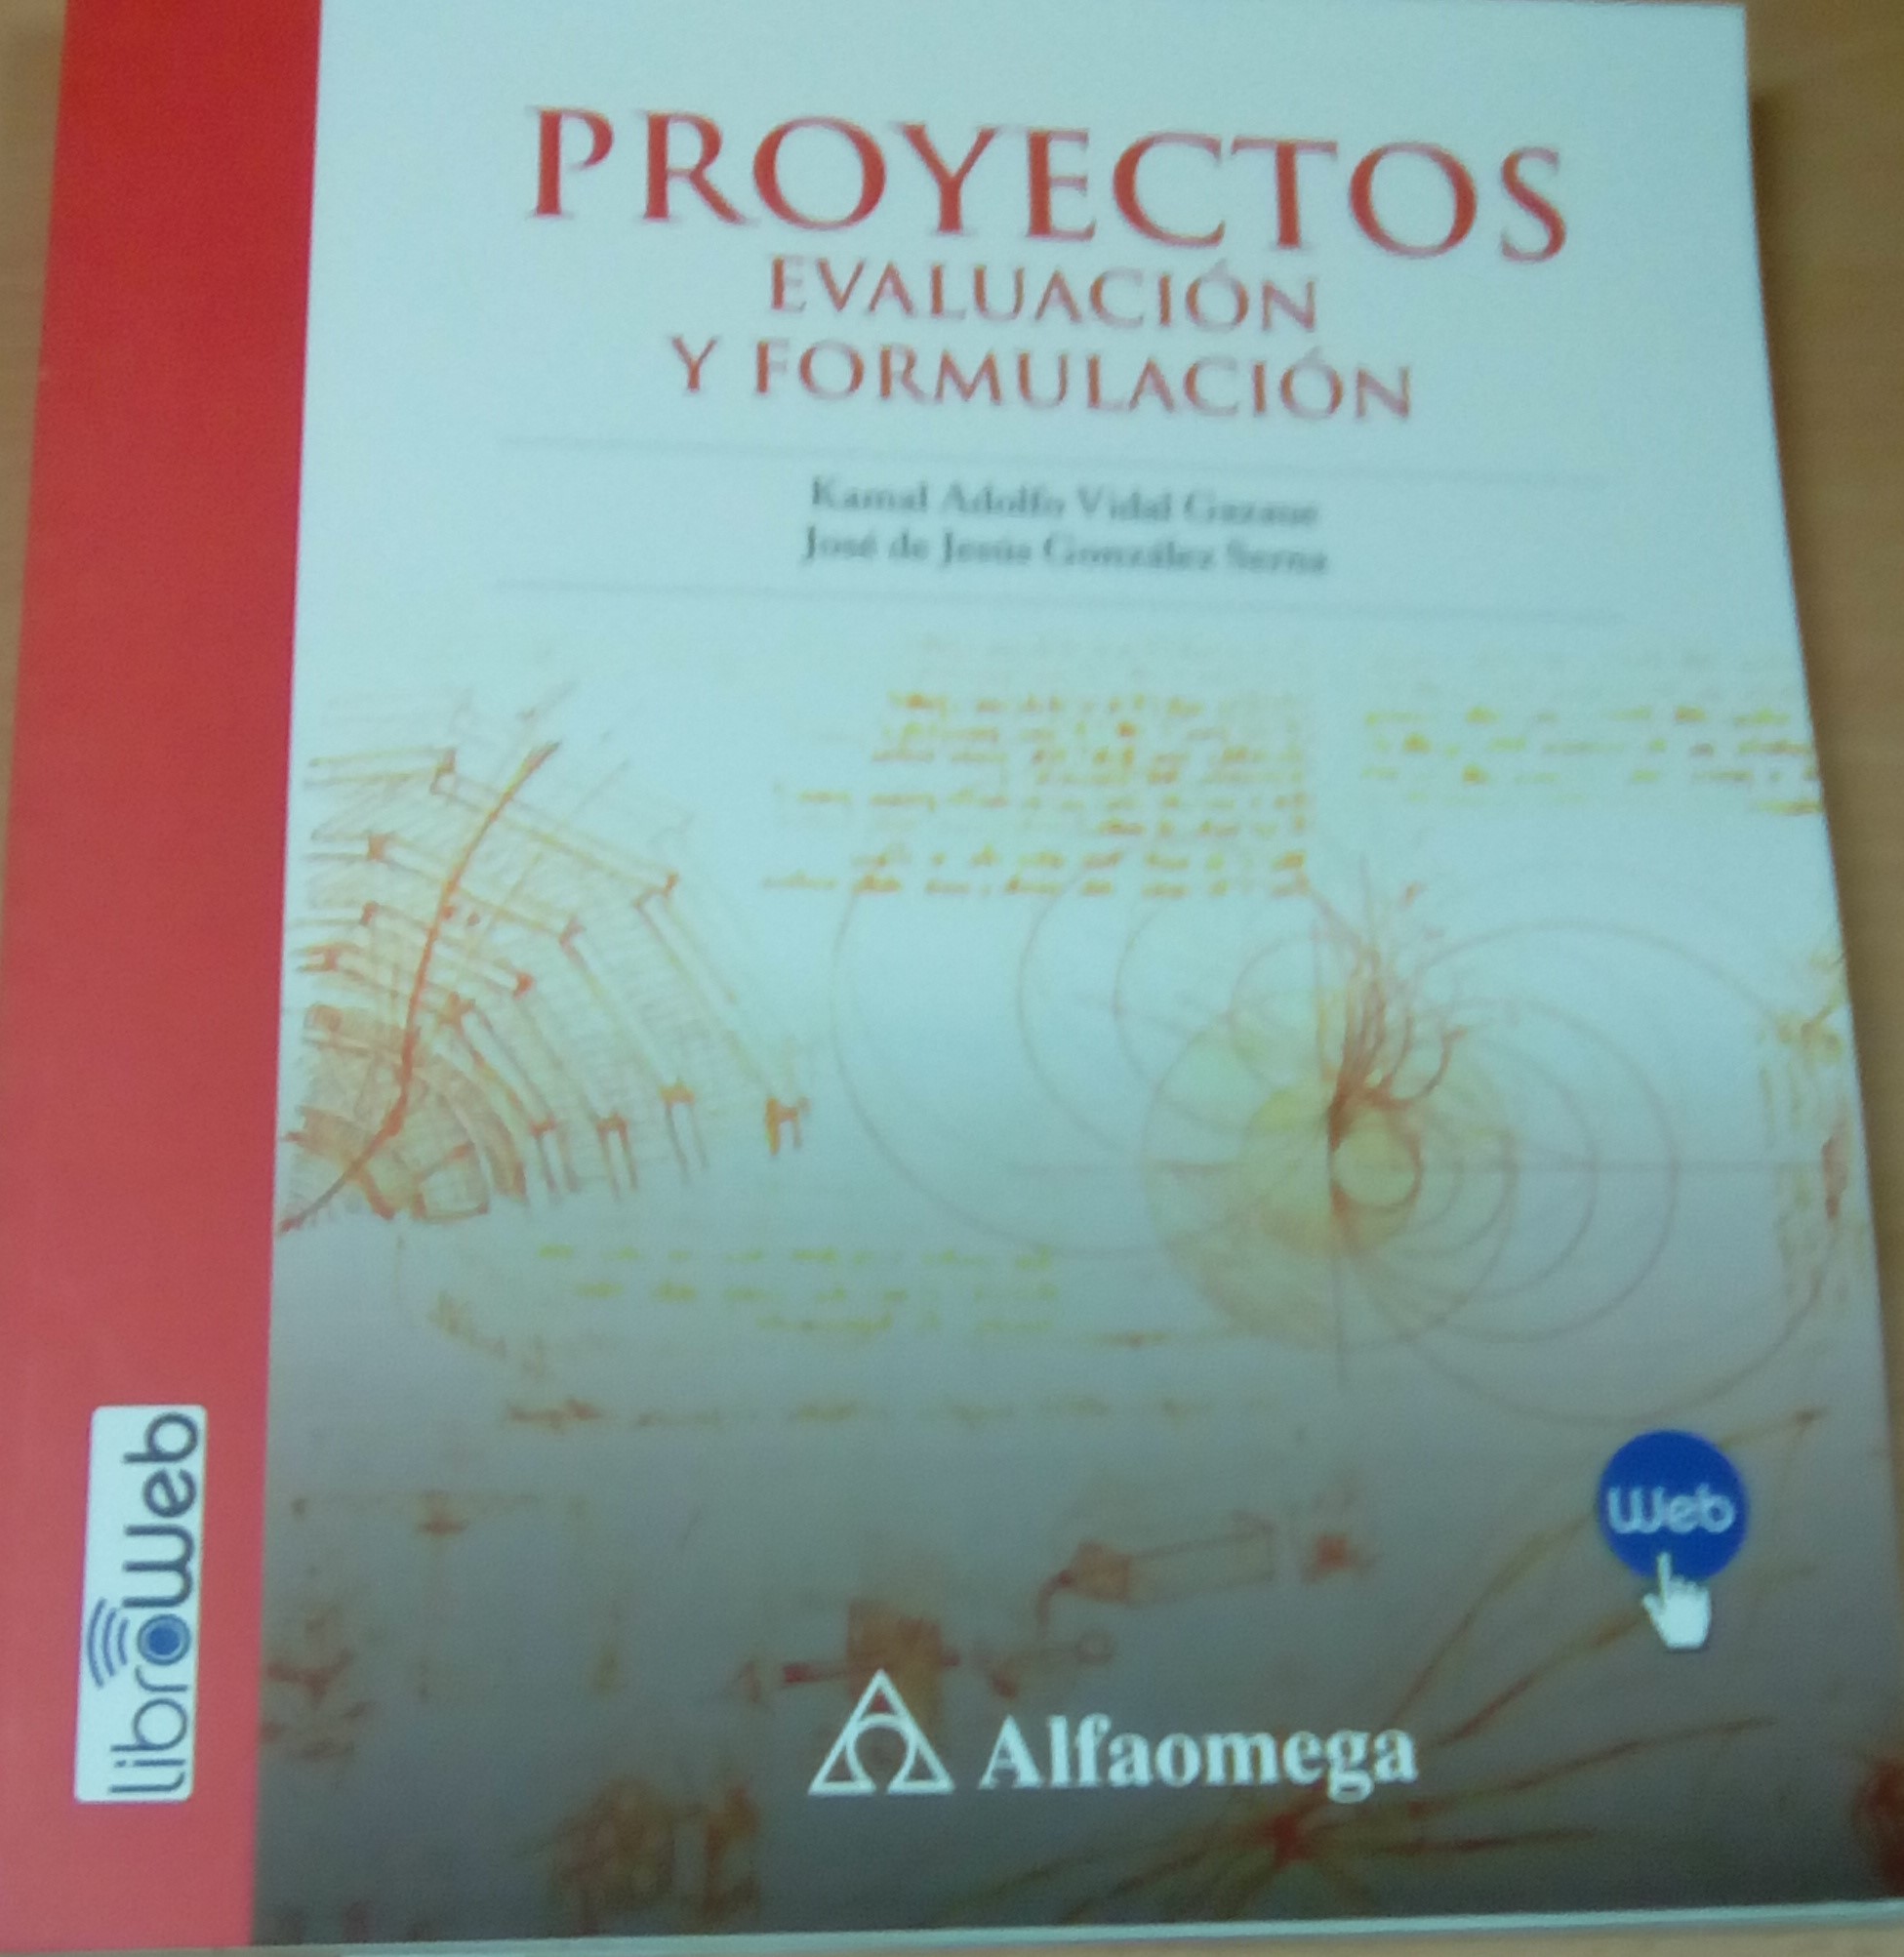 PROYECTOS
EVALUACIÓN
Y FORMULACIÓN
Kamal Adolfo Vidal Gazaue
José de Jesús González Serna
libroweb
Web
Alfaomega